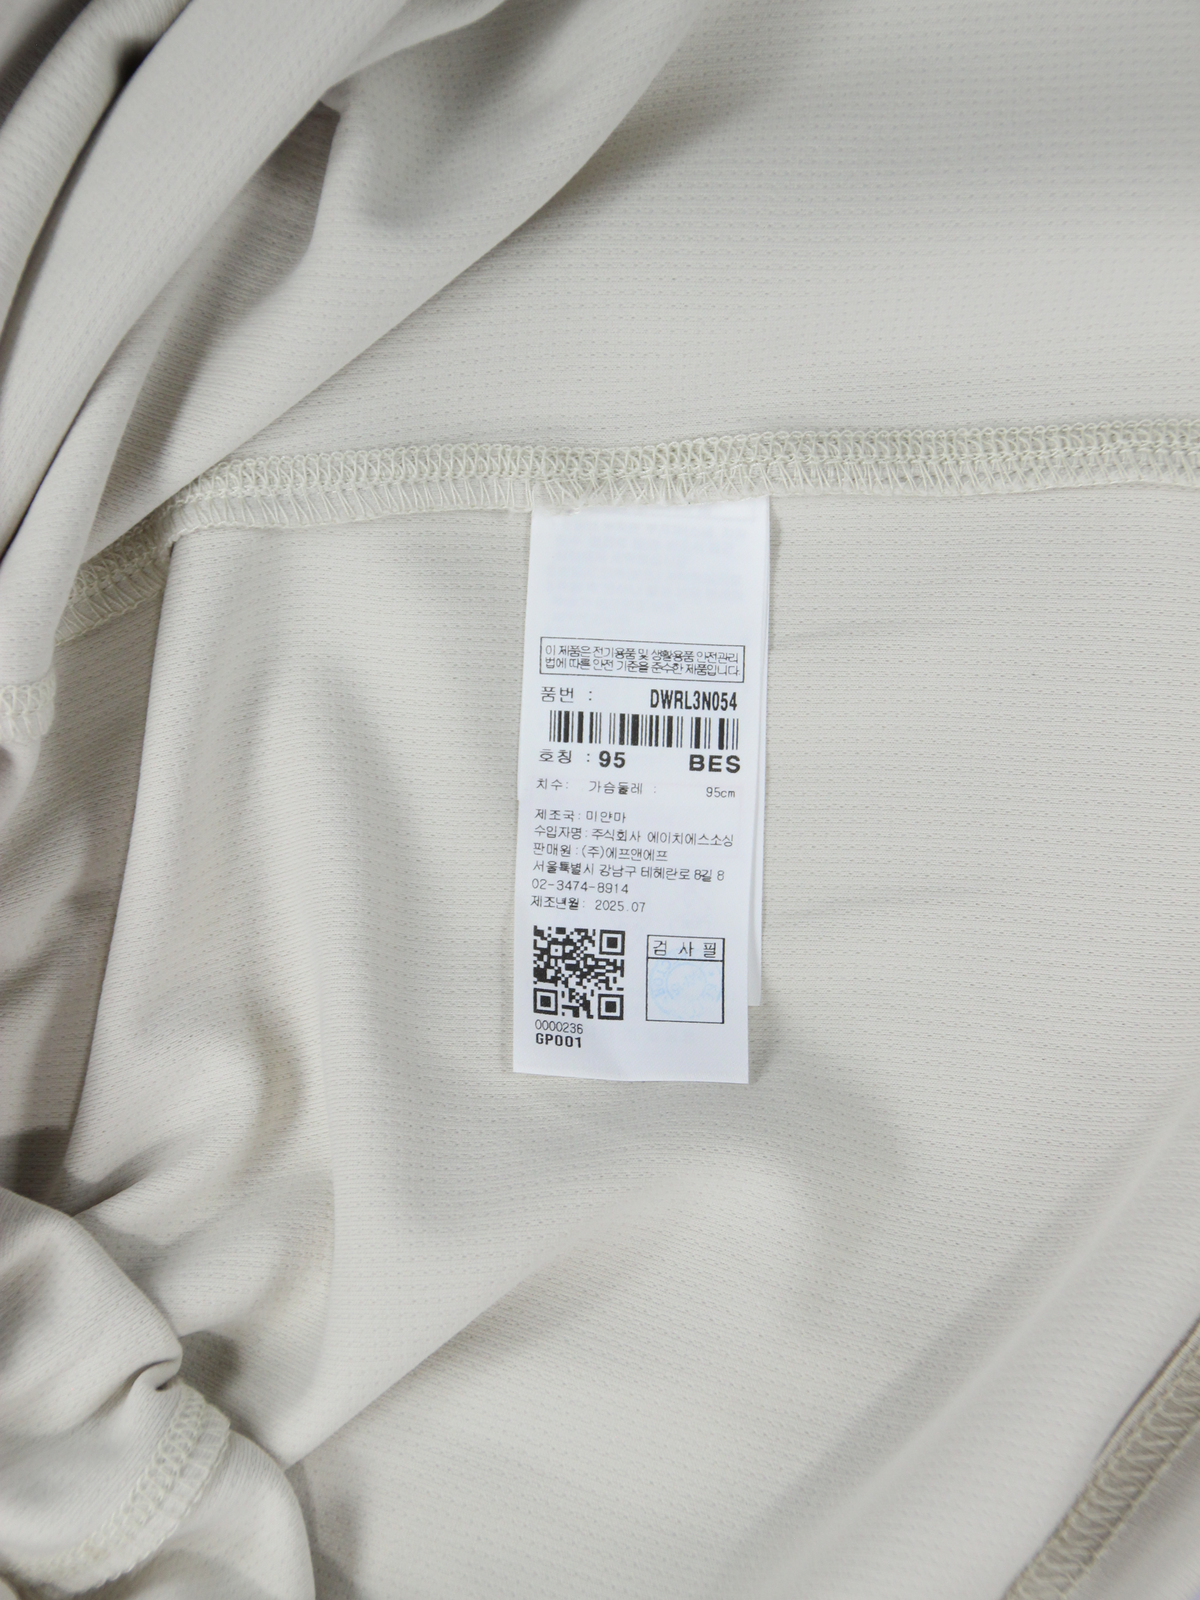 이 제품은 전기용품 및 생활용품 안전관리
법에 따른 안전 기준을 준수한 제품입니다.
품번 : DWRL3N054
호칭 : 95 BES
치수: 가슴둘레 : 95cm
제조국: 미얀마
수입자명: 주식회사 에이치에스소싱
판매원 : (주)에프앤에프
서울특별시 강남구 테헤란로 8길 8
02-3474-8914
제조년월: 2025.07
검 사 필
0000236
GP001